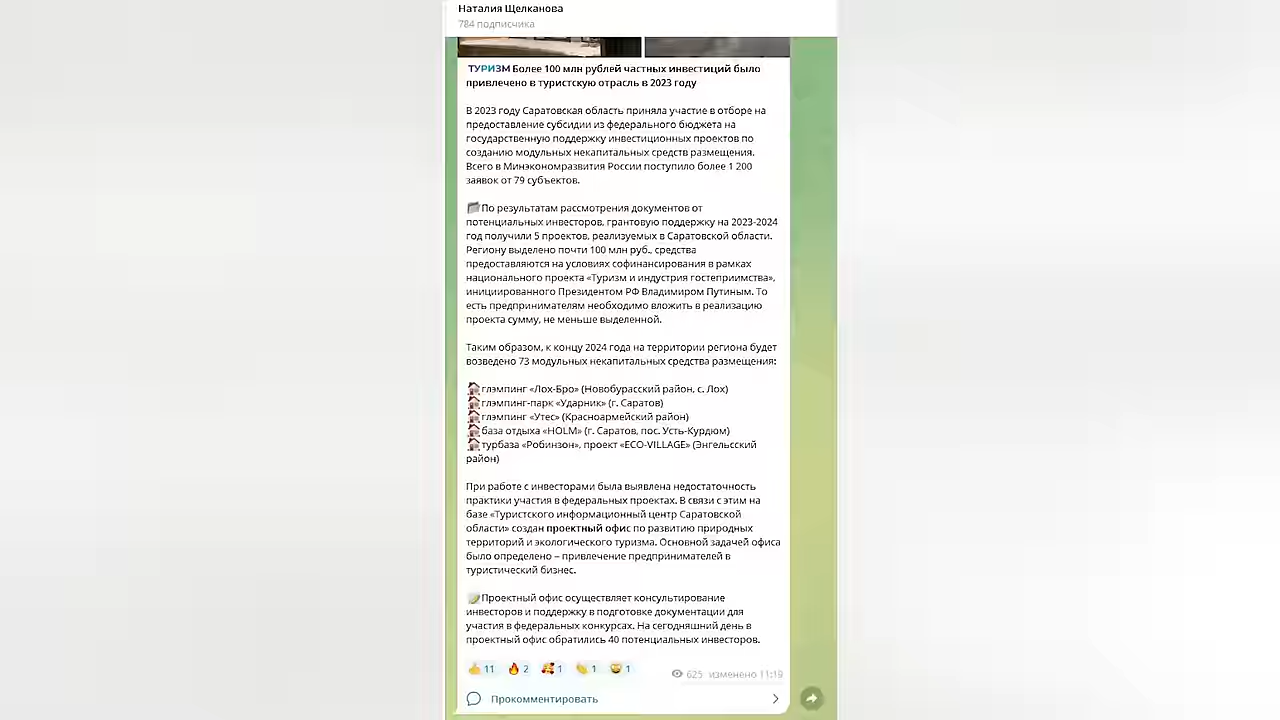 Наталия Щелканова
784 подписчика
ТУРИЗМ Более 100 млн рублей частных инвестиций было
привлечено в туристскую отрасль в 2023 году
В 2023 году Саратовская область приняла участие в отборе на
предоставление субсидии из федерального бюджета на
государственную поддержку инвестиционных проектов по
созданию модульных некапитальных средств размещения.
Всего в Минэкономразвития России поступило более 1 200
заявок от 79 субъектов.
По результатам рассмотрения документов от
потенциальных инвесторов, грантовую поддержку на 2023-2024
год получили 5 проектов, реализуемых в Саратовской области.
Региону выделено почти 100 млн руб., средства
предоставляются на условиях софинансирования в рамках
национального проекта «Туризм и индустрия гостеприимства»,
инициированного Президентом РФ Владимиром Путиным. То
есть предпринимателям необходимо вложить в реализацию
проекта сумму, не меньше выделенной.
Таким образом, к концу 2024 года на территории региона будет
возведено 73 модульных некапитальных средства размещения:
глэмпинг «Лох-Бро» (Новобурасский район, с. Лох)
глэмпинг-парк «Ударник» (г. Саратов)
глэмпинг «Утес» (Красноармейский район)
база отдыха «HOLM» (г. Саратов, пос. Усть-Курдюм)
турбаза «Робинзон», проект «ECO-VILLAGE» (Энгельсский
район)
При работе с инвесторами была выявлена недостаточность
практики участия в федеральных проектах. В связи с этим на
базе «Туристского информационный центр Саратовской
области» создан проектный офис по развитию природных
территорий и экологического туризма. Основной задачей офиса
было определено – привлечение предпринимателей в
туристический бизнес.
Проектный офис осуществляет консультирование
инвесторов и поддержку в подготовке документации для
участия в федеральных конкурсах. На сегодняшний день в
проектный офис обратились 40 потенциальных инвесторов.
11 2 1 1 1
625 изменено 11:19
Прокомментировать